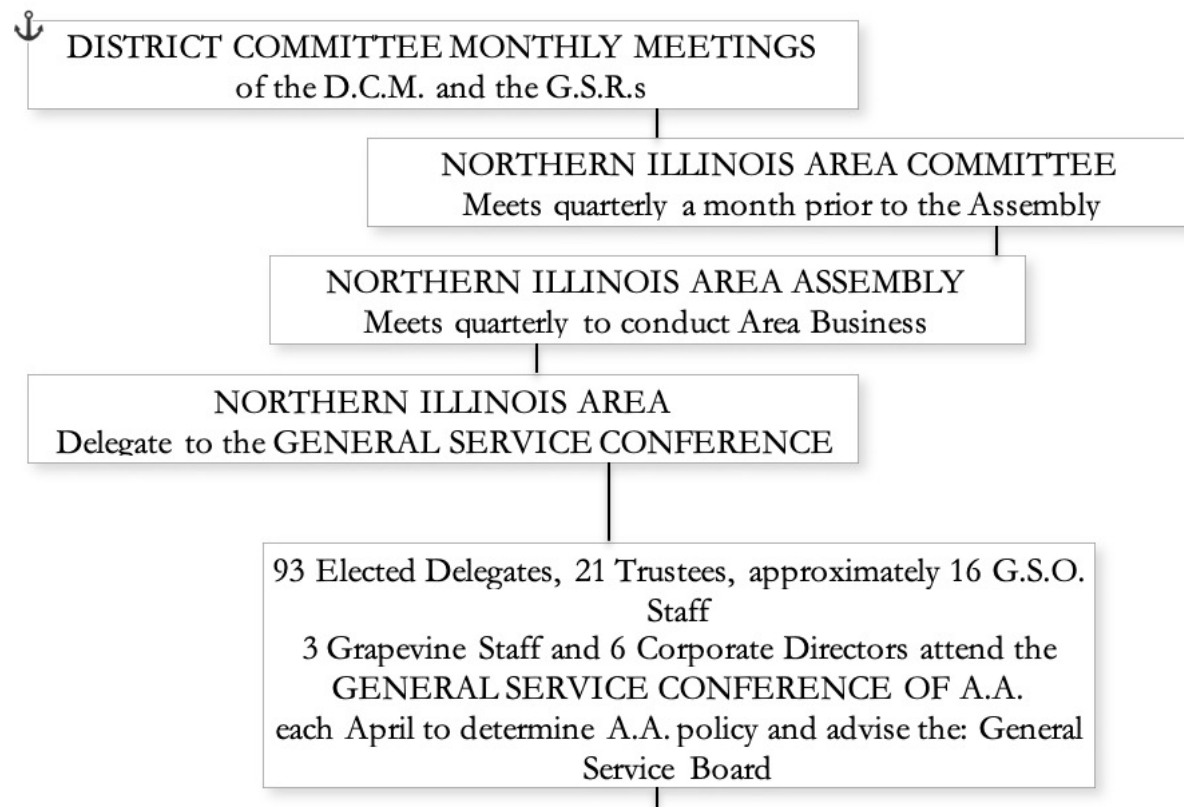 DISTRICT COMMITTEE MONTHLY MEETINGS
of the D.C.M. and the G.S.R.s
NORTHERN ILLINOIS AREA COMMITTEE
Meets quarterly a month prior to the Assembly
NORTHERN ILLINOIS AREA ASSEMBLY
Meets quarterly to conduct Area Business
NORTHERN ILLINOIS AREA
Delegate to the GENERAL SERVICE CONFERENCE
93 Elected Delegates, 21 Trustees, approximately 16 G.S.O.
Staff
3 Grapevine Staff and 6 Corporate Directors attend the
GENERAL SERVICE CONFERENCE OF A.A.
each April to determine A.A. policy and advise the: General
Service Board